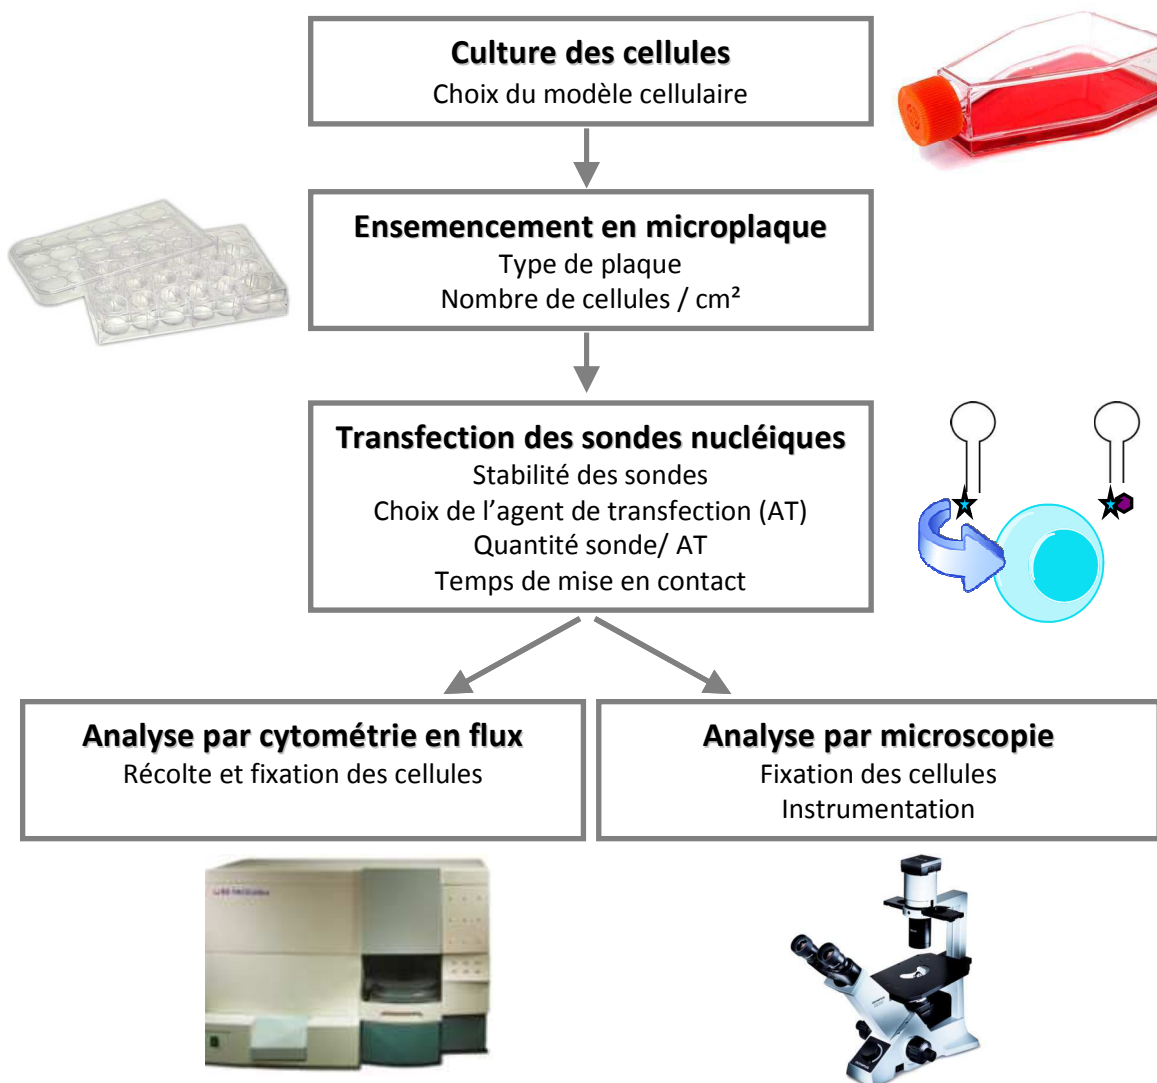 Culture des cellules
Choix du modèle cellulaire
Ensemencement en microplaque
Type de plaque
Nombre de cellules / cm²
Transfection des sondes nucléiques
Stabilité des sondes
Choix de l’agent de transfection (AT)
Quantité sonde/ AT
Temps de mise en contact
Analyse par cytométrie en flux
Récolte et fixation des cellules
Analyse par microscopie
Fixation des cellules
Instrumentation